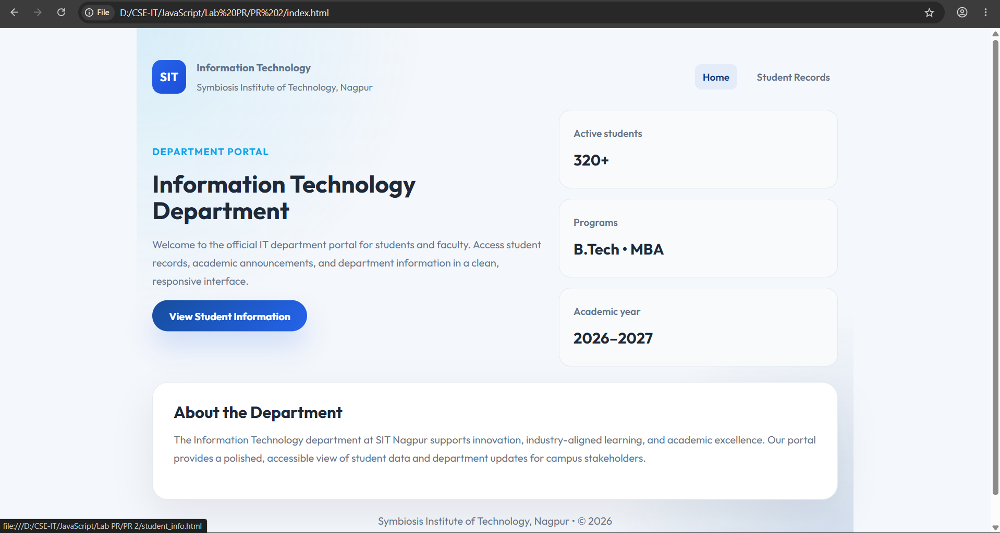 File
D:/CSE-IT/JavaScript/Lab%20PR/PR%202/index.html
SIT
Information Technology
Symbiosis Institute of Technology, Nagpur
Home
Student Records
DEPARTMENT PORTAL
Information Technology
Department
Welcome to the official IT department portal for students and faculty. Access student
records, academic announcements, and department information in a clean,
responsive interface.
View Student Information
Active students
320+
Programs
B.Tech • MBA
Academic year
2026–2027
About the Department
The Information Technology department at SIT Nagpur supports innovation, industry-aligned learning, and academic excellence. Our portal
provides a polished, accessible view of student data and department updates for campus stakeholders.
Symbiosis Institute of Technology, Nagpur • © 2026
file:///D:/CSE-IT/JavaScript/Lab PR/PR 2/student_info.html